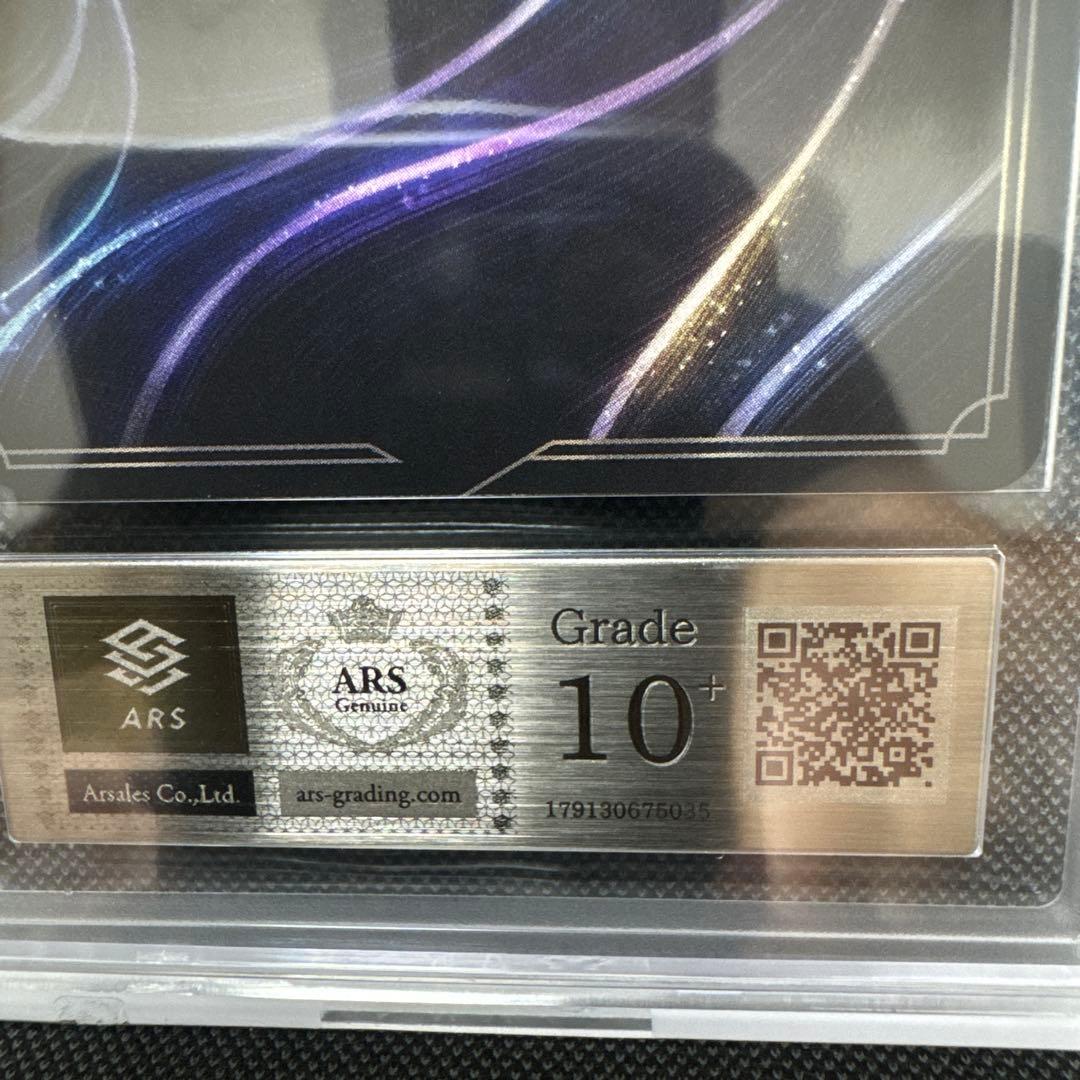 ARS
Arsales Co.,Ltd.
ARS
Genuine
ars-grading.com
Grade
10+
179130675035